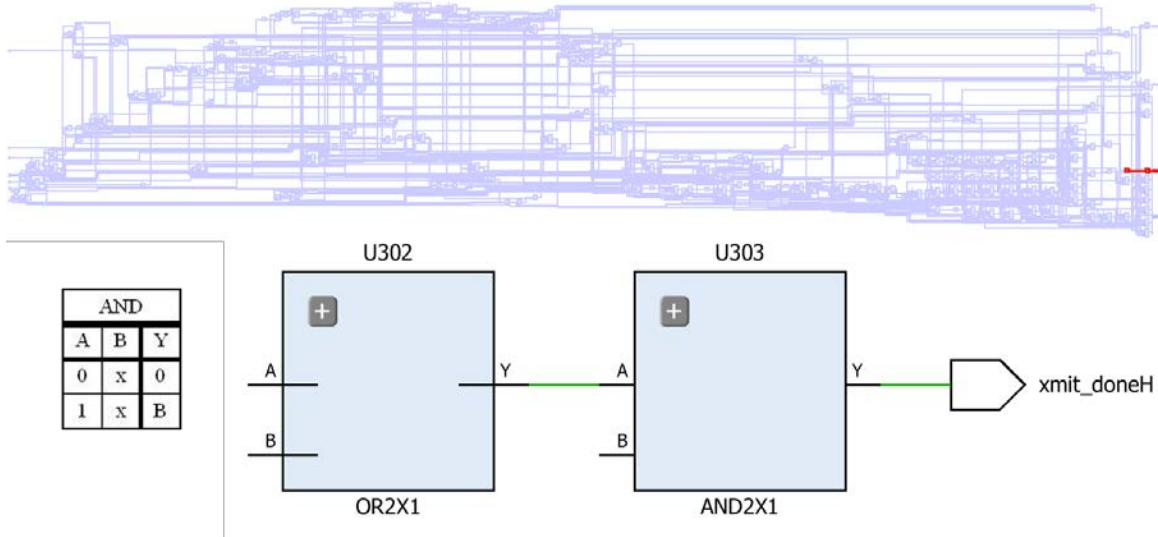 U302
U303
AND
A B Y
0 x 0
1 x B
A
Y
A
Y
xmit_doneH
B
B
OR2X1
AND2X1